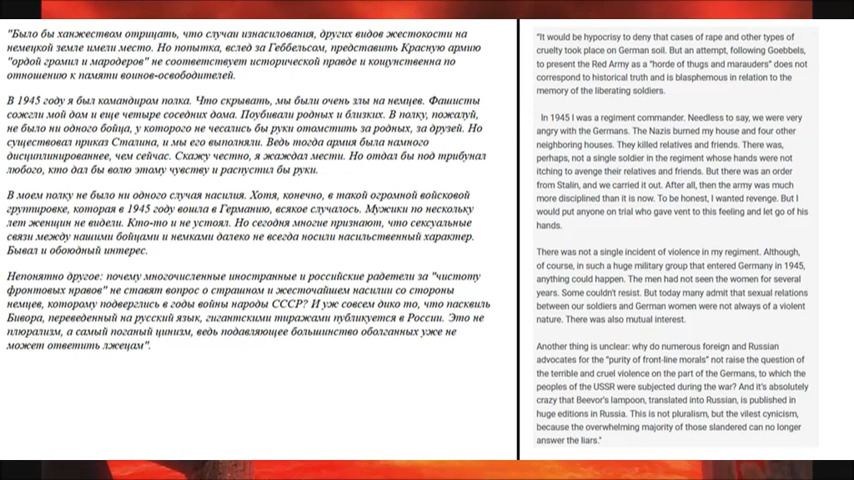 "Было бы ханжеством отрицать, что случаи изнасилования, других видов жестокости на
немецкой земле имели место. Но попытка, вслед за Геббельсом, представить Красную армию
"ордой громил и мародеров" не соответствует исторической правде и кощунственна по
отношению к памяти воинов-освободителей.
В 1945 году я был командиром полка. Что скрывать, мы были очень злы на немцев. Фашисты
сожгли мой дом и еще четыре соседних дома. Поубивали родных и близких. В полку, пожалуй,
не было ни одного бойца, у которого не чесались бы руки отомстить за родных, за друзей. Но
существовал приказ Сталина, и мы его выполняли. Ведь тогда армия была намного
дисциплинированнее, чем сейчас. Скажу честно, я жаждал мести. Но отдал бы под трибунал
любого, кто дал бы волю этому чувству и распустил бы руки.
В моем полку не было ни одного случая насилия. Хотя, конечно, в такой огромной войсковой
группировке, которая в 1945 году вошла в Германию, всякое случалось. Мужики по нескольку
лет женщин не видели. Кто-то и не устоял. Но сегодня многие признают, что сексуальные
связи между нашими бойцами и немками далеко не всегда носили насильственный характер.
Бывал и обоюдный интерес.
Непонятно другое: почему многочисленные иностранные и российские радетели за "чистоту
фронтовых нравов" не ставят вопрос о страшном и жесточайшем насилии со стороны
немцев, которому подверглись в годы войны народы СССР? И уж совсем дико то, что пасквиль
Бивора, переведенный на русский язык, гигантскими тиражами публикуется в России. Это не
плюрализм, а самый поганый цинизм, ведь подавляющее большинство оболганных уже не
может ответить лжецам".
"It would be hypocrisy to deny that cases of rape and other types of
cruelty took place on German soil. But an attempt, following Goebbels,
to present the Red Army as a "horde of thugs and marauders" does not
correspond to historical truth and is blasphemous in relation to the
memory of the liberating soldiers.
In 1945 I was a regiment commander. Needless to say, we were very
angry with the Germans. The Nazis burned my house and four other
neighboring houses. They killed relatives and friends. There was,
perhaps, not a single soldier in the regiment whose hands were not
itching to avenge their relatives and friends. But there was an order
from Stalin, and we carried it out. After all, then the army was much
more disciplined than it is now. To be honest, I wanted revenge. But I
would put anyone on trial who gave vent to this feeling and let go of his
hands.
There was not a single incident of violence in my regiment. Although,
of course, in such a huge military group that entered Germany in 1945,
anything could happen. The men had not seen the women for several
years. Some couldn't resist. But today many admit that sexual relations
between our soldiers and German women were not always of a violent
nature. There was also mutual interest.
Another thing is unclear: why do numerous foreign and Russian
advocates for the "purity of front-line morals" not raise the question of
the terrible and cruel violence on the part of the Germans, to which the
peoples of the USSR were subjected during the war? And it's absolutely
crazy that Beevor's lampoon, translated into Russian, is published in
huge editions in Russia. This is not pluralism, but the vilest cynicism,
because the overwhelming majority of those slandered can no longer
answer the liars."